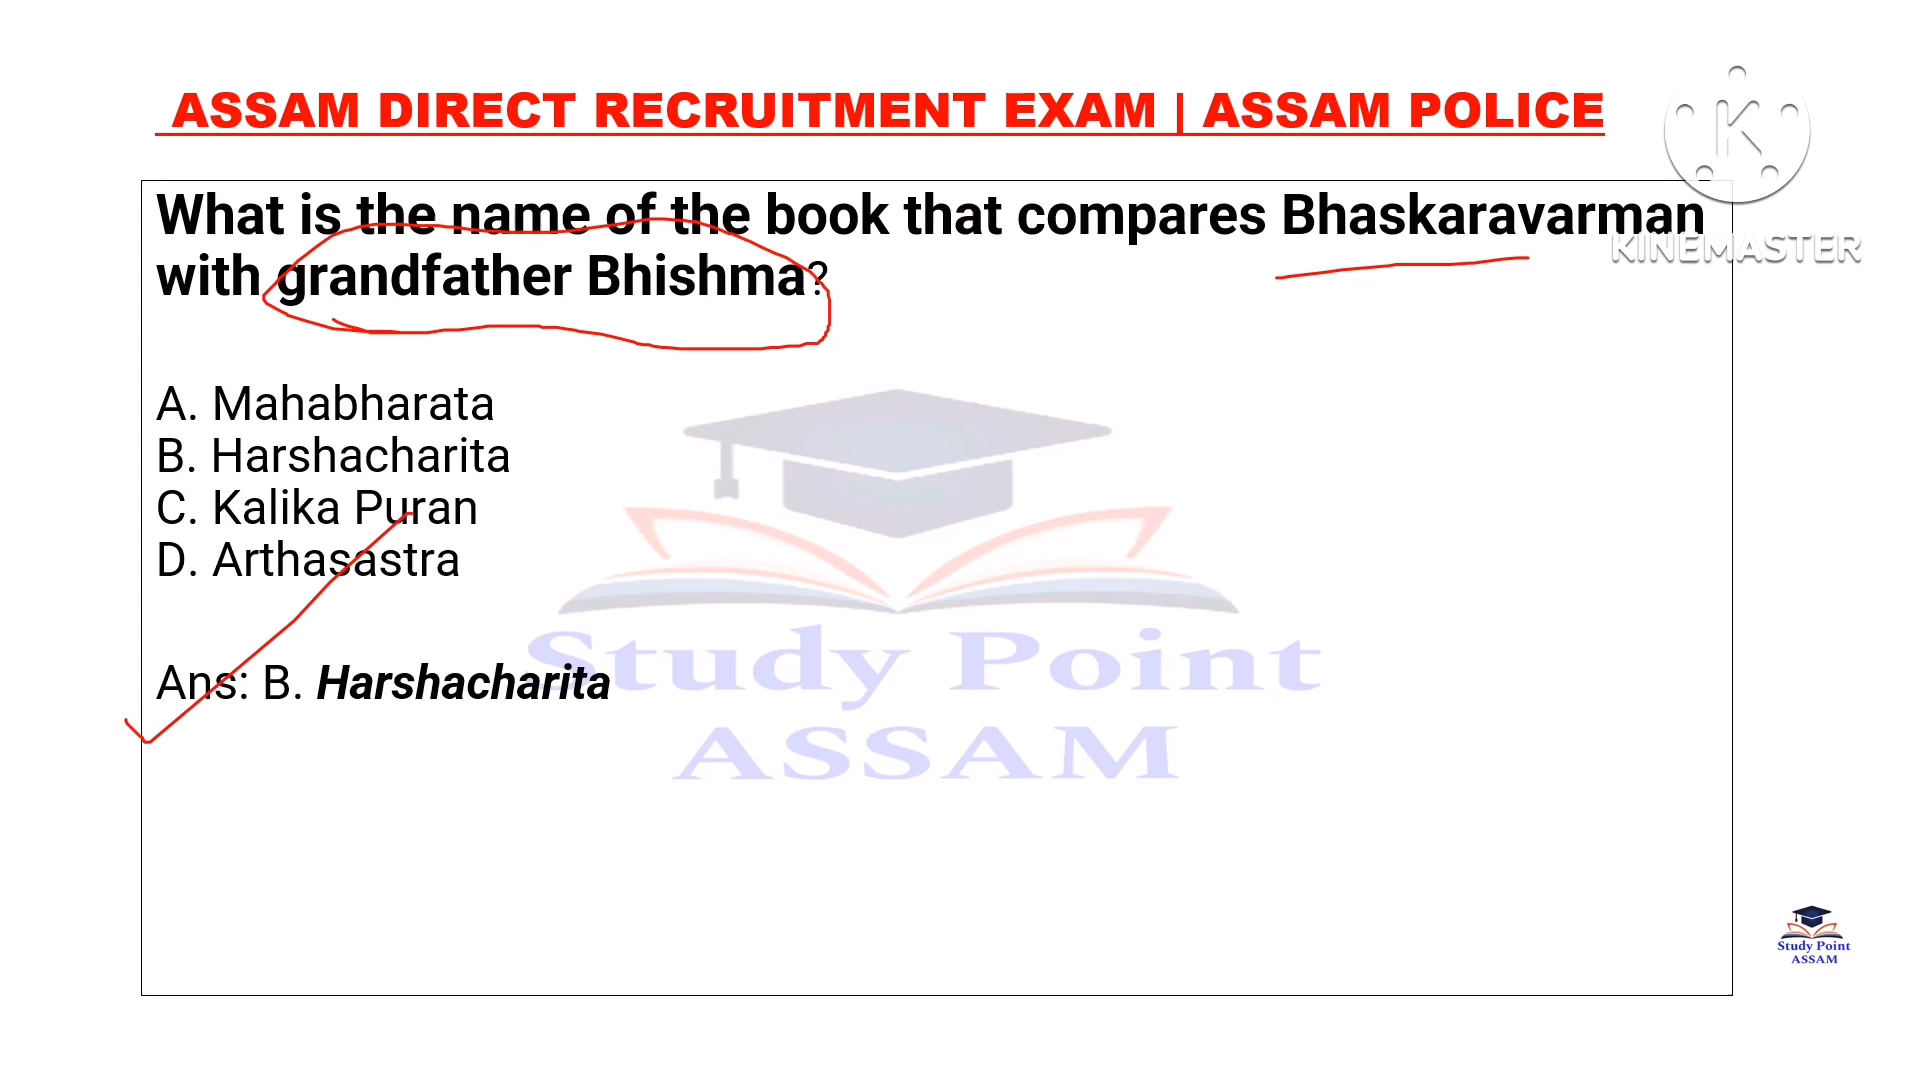 ASSAM DIRECT RECRUITMENT EXAM | ASSAM POLICE
K
KINEMASTER
What is the name of the book that compares Bhaskaravarman
with grandfather Bhishma?
A. Mahabharata
B. Harshacharita
C. Kalika Puran
D. Arthasastra
Ans: B. Harshacharita
Study Point
ASSAM
Study Point
ASSAM